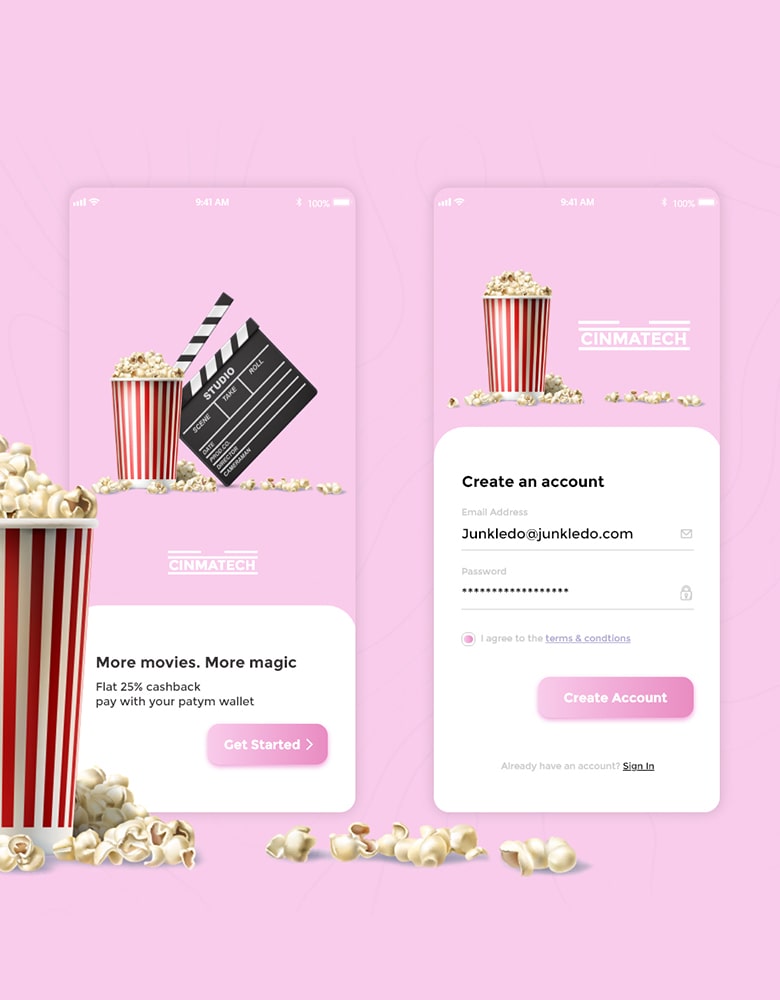 9:41 AM
100%
STUDIO
SCENE
TAKE
ROLL
DATE
PROD.CO.
DIRECTOR
CAMERAMAN
CINMATECH
More movies. More magic
Flat 25% cashback
pay with your patym wallet
Get Started
9:41 AM
100%
CINMATECH
Create an account
Email Address
Junkledo@junkledo.com
Password
******************
I agree to the terms & condtions
Create Account
Already have an account? Sign In